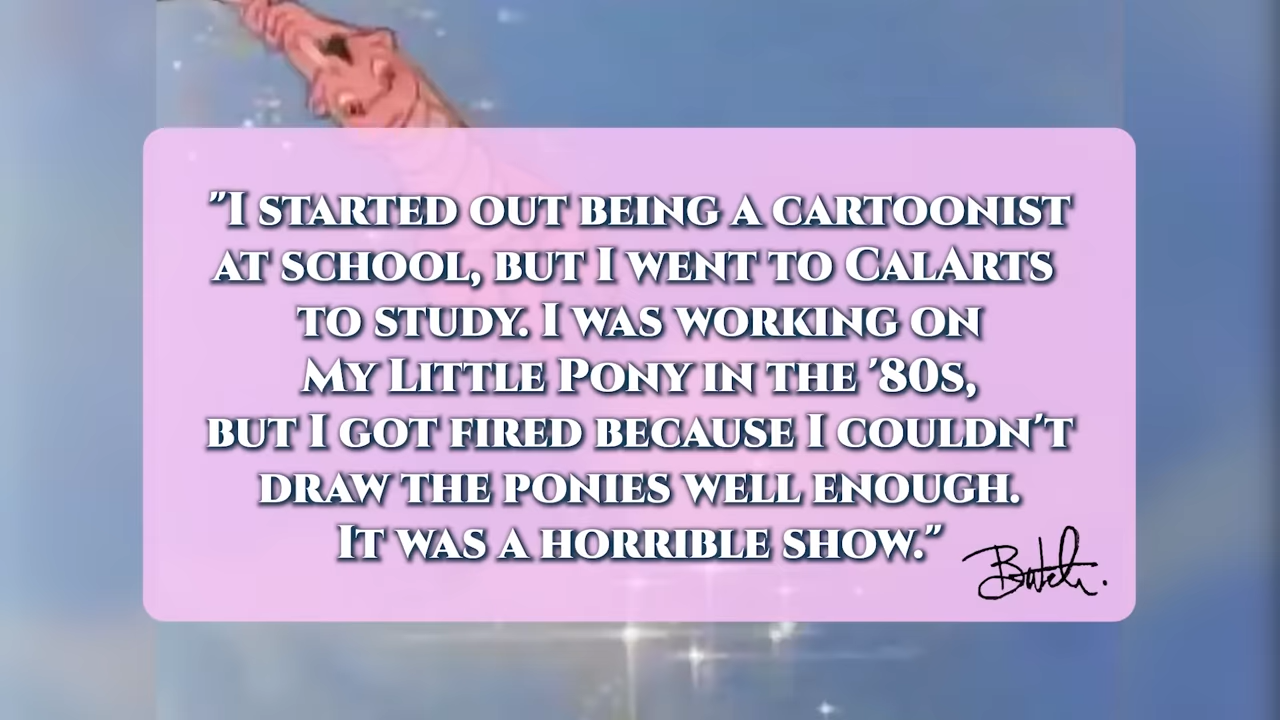 "I started out being a cartoonist
at school, but I went to CalArts
to study. I was working on
My Little Pony in the '80s,
but I got fired because I couldn't
draw the ponies well enough.
It was a horrible show."
Butch.